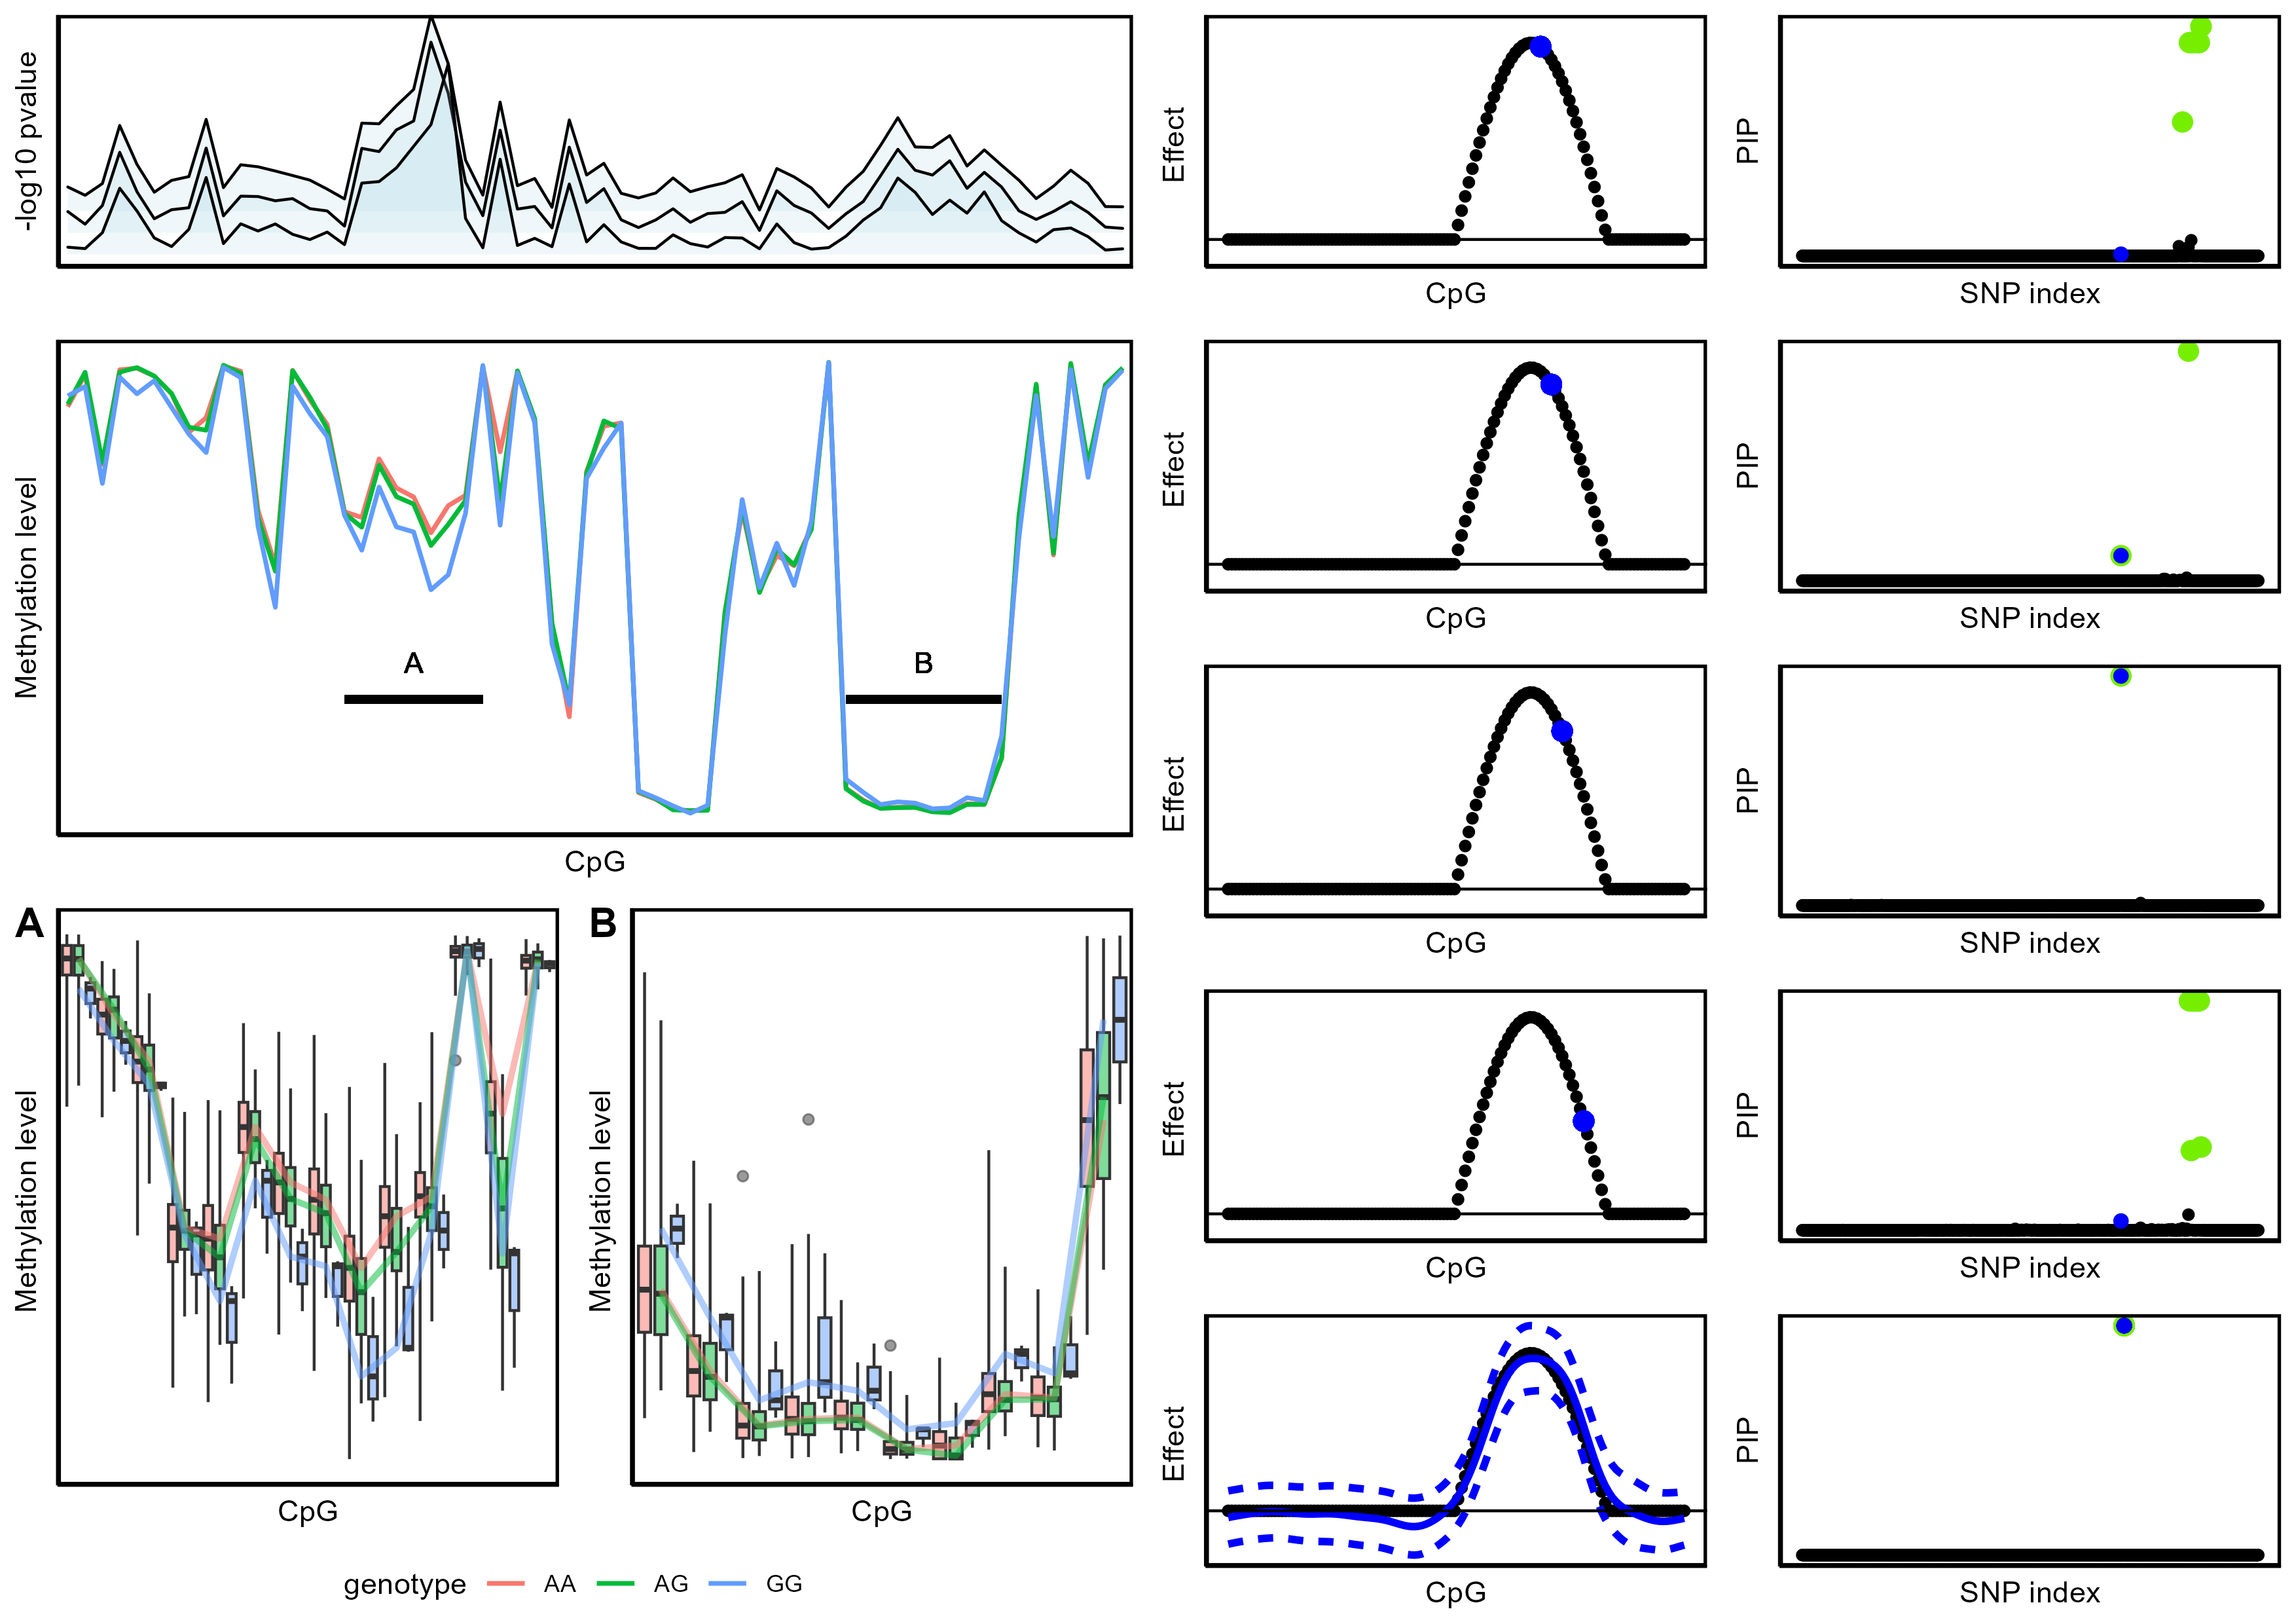 -log10 pvalue
Effect
CpG
PIP
SNP index
Methylation level
A
B
CpG
Effect
CpG
PIP
SNP index
Effect
CpG
PIP
SNP index
A
Methylation level
CpG
B
Methylation level
CpG
Effect
CpG
PIP
SNP index
Effect
CpG
PIP
SNP index
genotype AA AG GG